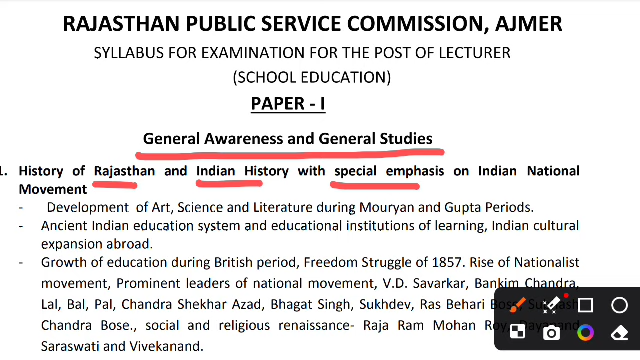 RAJASTHAN PUBLIC SERVICE COMMISSION, AJMER
SYLLABUS FOR EXAMINATION FOR THE POST OF LECTURER
(SCHOOL EDUCATION)
PAPER - I
General Awareness and General Studies
1. History of Rajasthan and Indian History with special emphasis on Indian National
Movement
- Development of Art, Science and Literature during Mouryan and Gupta Periods.
- Ancient Indian education system and educational institutions of learning, Indian cultural
expansion abroad.
- Growth of education during British period, Freedom Struggle of 1857. Rise of Nationalist
movement, Prominent leaders of national movement, V.D. Savarkar, Bankim Chandra,
Lal, Bal, Pal, Chandra Shekhar Azad, Bhagat Singh, Sukhdev, Ras Behari
Chandra Bose., social and religious renaissance- Raja Ram Mohan
Saraswati and Vivekanand.